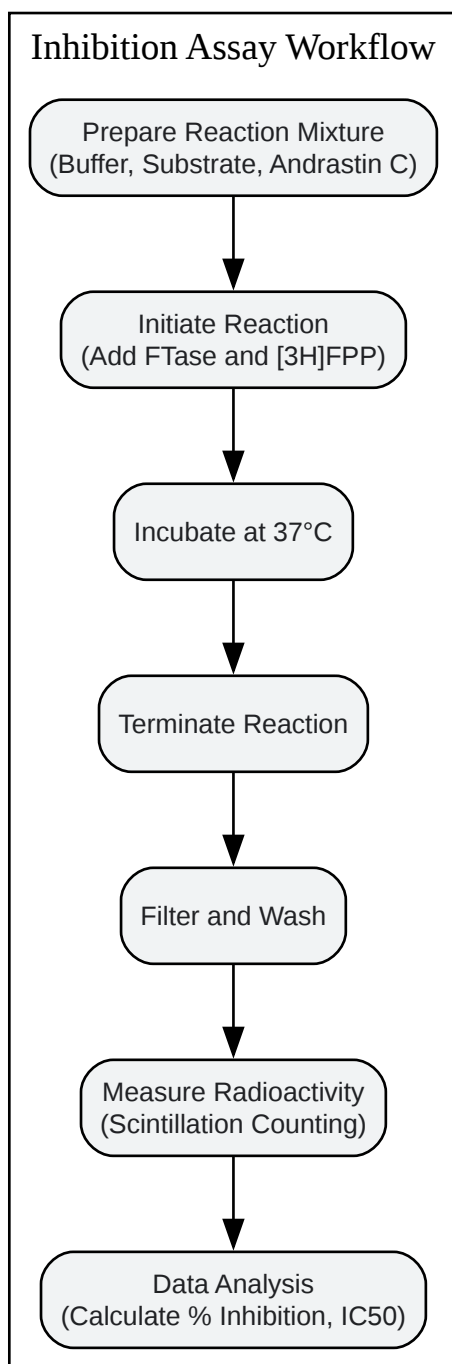 Inhibition Assay Workflow
Prepare Reaction Mixture
(Buffer, Substrate, Andrastin C)
Initiate Reaction
(Add FTase and [3H]FPP)
Incubate at 37°C
Terminate Reaction
Filter and Wash
Measure Radioactivity
(Scintillation Counting)
Data Analysis
(Calculate % Inhibition, IC50)